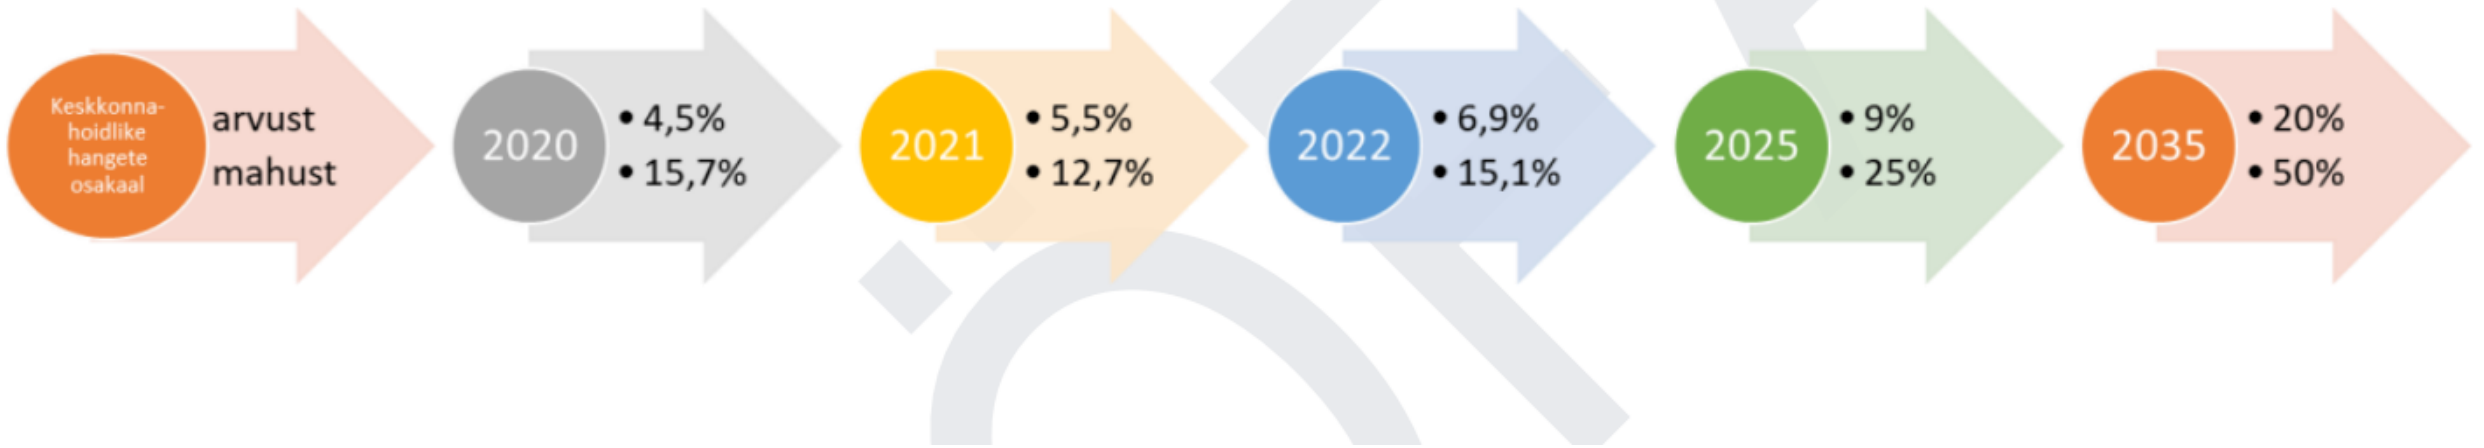 Keskkonna-
hoidlike
hangete
osakaal
arvust
mahust
2020
• 4,5%
• 15,7%
2021
• 5,5%
• 12,7%
2022
• 6,9%
• 15,1%
2025
• 9%
• 25%
2035
• 20%
• 50%